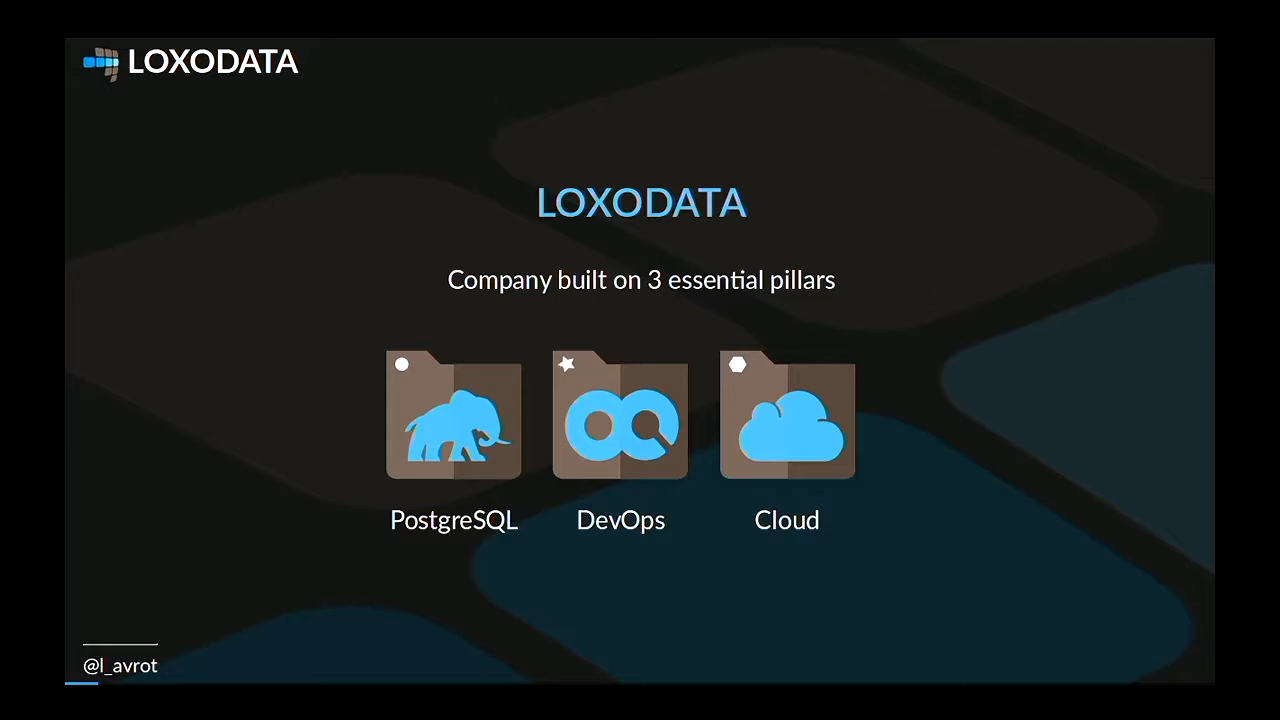 LOXODATA
LOXODATA
Company built on 3 essential pillars
PostgreSQL DevOps Cloud
@l_avrot